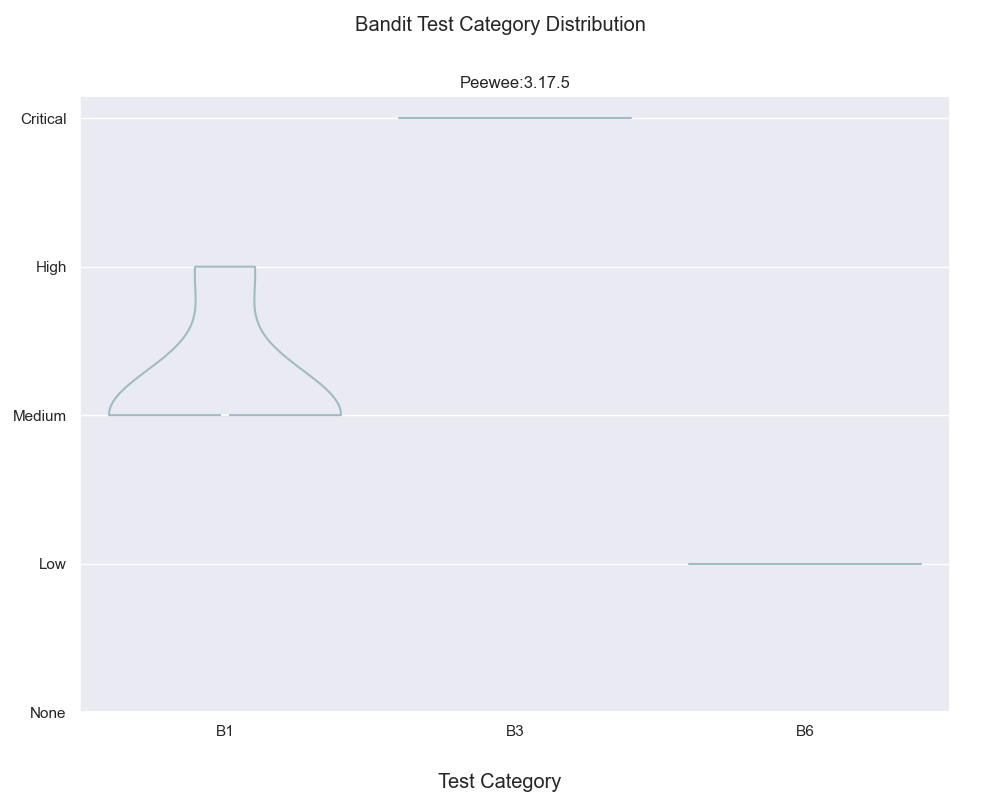 Bandit Test Category Distribution
Peewee:3.17.5
Critical
High
Medium
Low
None
B1 B3 B6
Test Category